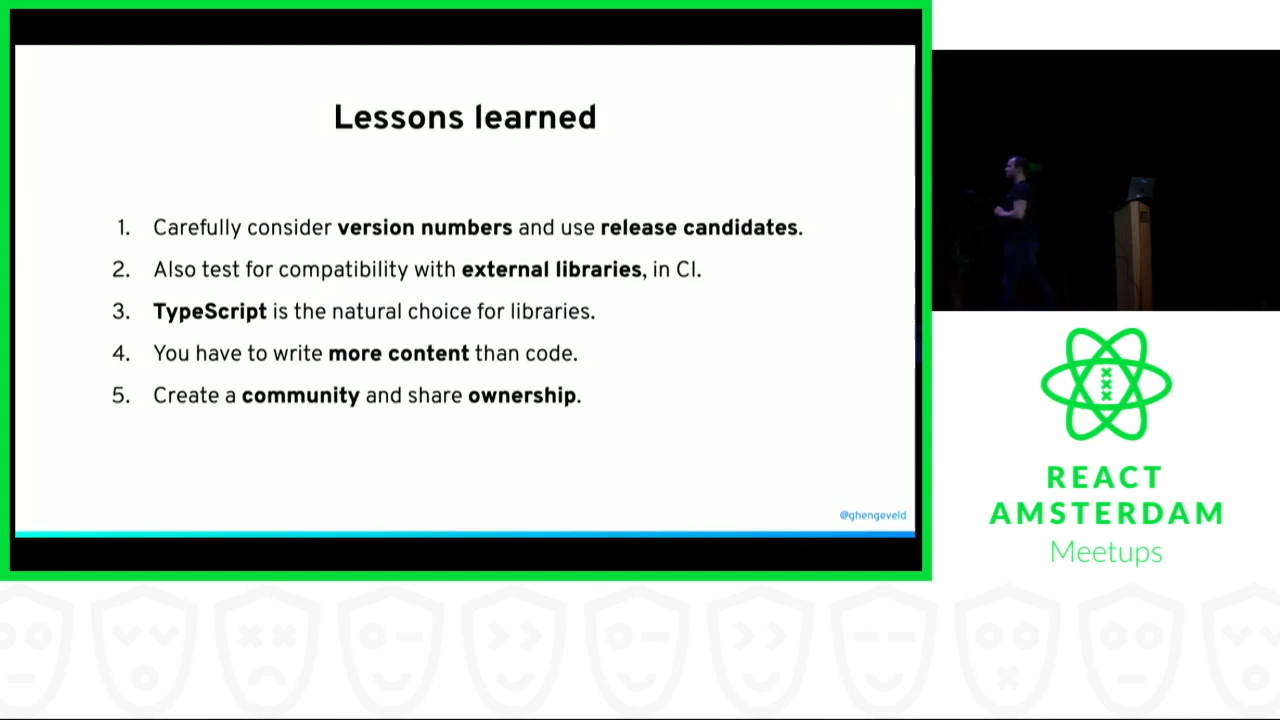 Lessons learned
1. Carefully consider version numbers and use release candidates.
2. Also test for compatibility with external libraries, in CI.
3. TypeScript is the natural choice for libraries.
4. You have to write more content than code.
5. Create a community and share ownership.
@ghengeveld
REACT
AMSTERDAM
Meetups